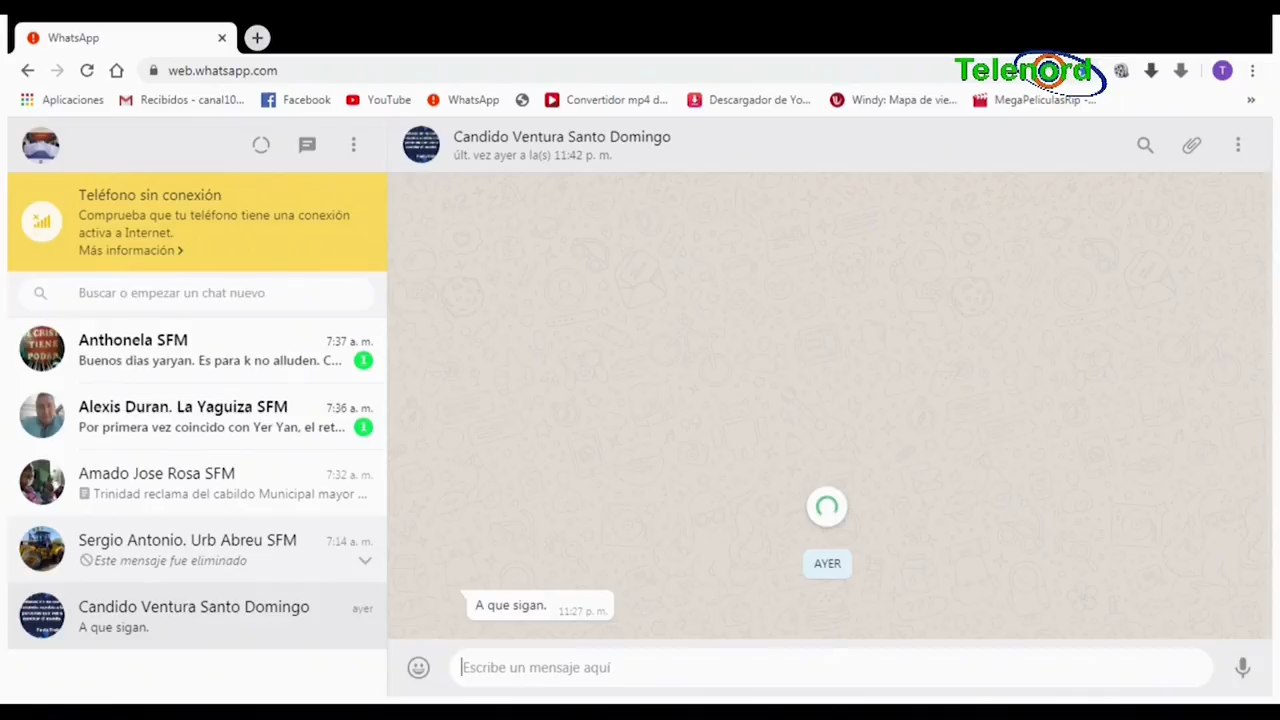 WhatsApp
web.whatsapp.com
Telenord
T
Aplicaciones
Recibidos - canal10...
Facebook
YouTube
WhatsApp
Convertidor mp4 d...
Descargador de Yo...
Windy: Mapa de vie...
MegaPeliculasRip -...
Candido Ventura Santo Domingo
últ. vez ayer a la(s) 11:42 p. m.
Teléfono sin conexión
Comprueba que tu teléfono tiene una conexión
activa a Internet.
Más información
Buscar o empezar un chat nuevo
CRISTO
TIENE
PODER
Anthonela SFM
7:37 a. m.
Buenos dias yaryan. Es para k no alluden. C...
1
Alexis Duran. La Yaguiza SFM
7:36 a. m.
Por primera vez coincido con Yer Yan, el ret...
1
Amado Jose Rosa SFM
7:32 a. m.
Trinidad reclama del cabildo Municipal mayor ...
Sergio Antonio. Urb Abreu SFM
7:14 a. m.
Este mensaje fue eliminado
Candido Ventura Santo Domingo
ayer
A que sigan.
AYER
A que sigan.
11:27 p. m.
Escribe un mensaje aquí